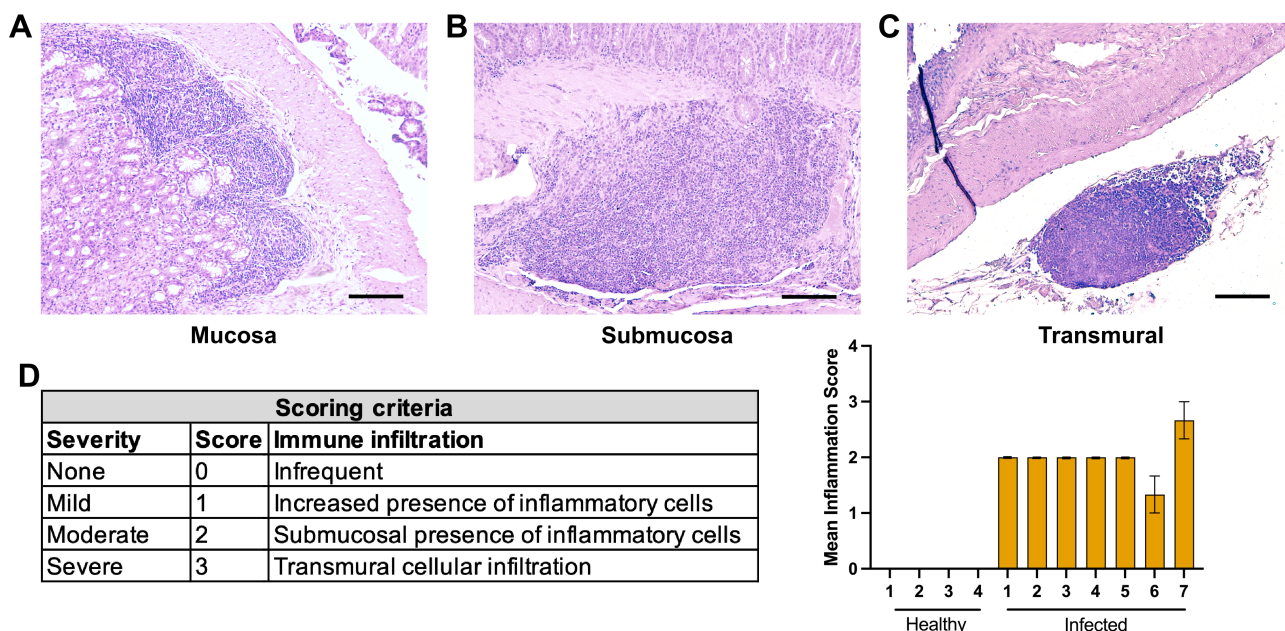 A
B
C
Mucosa
Submucosa
Transmural
D
Scoring criteria
Severity Score Immune infiltration
None 0 Infrequent
Mild 1 Increased presence of inflammatory cells
Moderate 2 Submucosal presence of inflammatory cells
Severe 3 Transmural cellular infiltration
Mean Inflammation Score
4
3
2
1
0
1 2 3 4 1 2 3 4 5 6 7
Healthy Infected